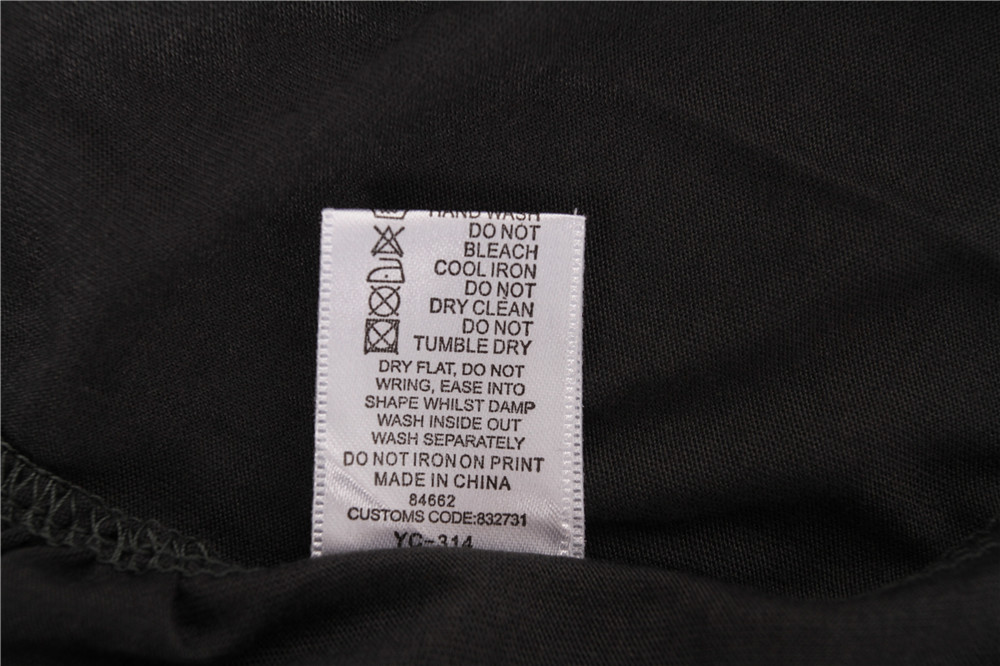 HAND WASH
DO NOT
BLEACH
COOL IRON
DO NOT
DRY CLEAN
DO NOT
TUMBLE DRY
DRY FLAT, DO NOT
WRING, EASE INTO
SHAPE WHILST DAMP
WASH INSIDE OUT
WASH SEPARATELY
DO NOT IRON ON PRINT
MADE IN CHINA
84662
CUSTOMS CODE:832731
YC-314